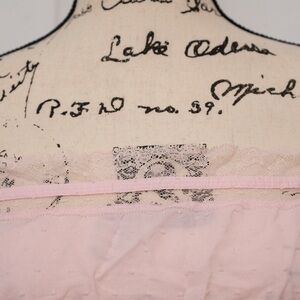 Lake Odessa
Mich
R.F.D no. 39.